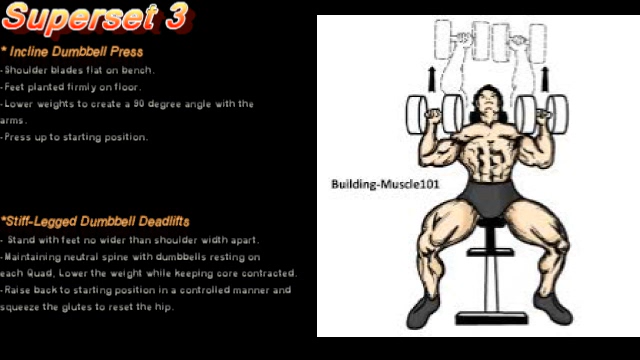 Superset 3
* Incline Dumbbell Press
-Shoulder blades flat on bench.
-Feet planted firmly on floor.
-Lower weights to create a 90 degree angle with the
arms.
-Press up to starting position.
Building-Muscle101
*Stiff-Legged Dumbbell Deadlifts
- Stand with feet no wider than shoulder width apart.
-Maintaining neutral spine with dumbbells resting on
each Quad, Lower the weight while keeping core contracted.
-Raise back to starting position in a controlled manner and
squeeze the glutes to reset the hip.